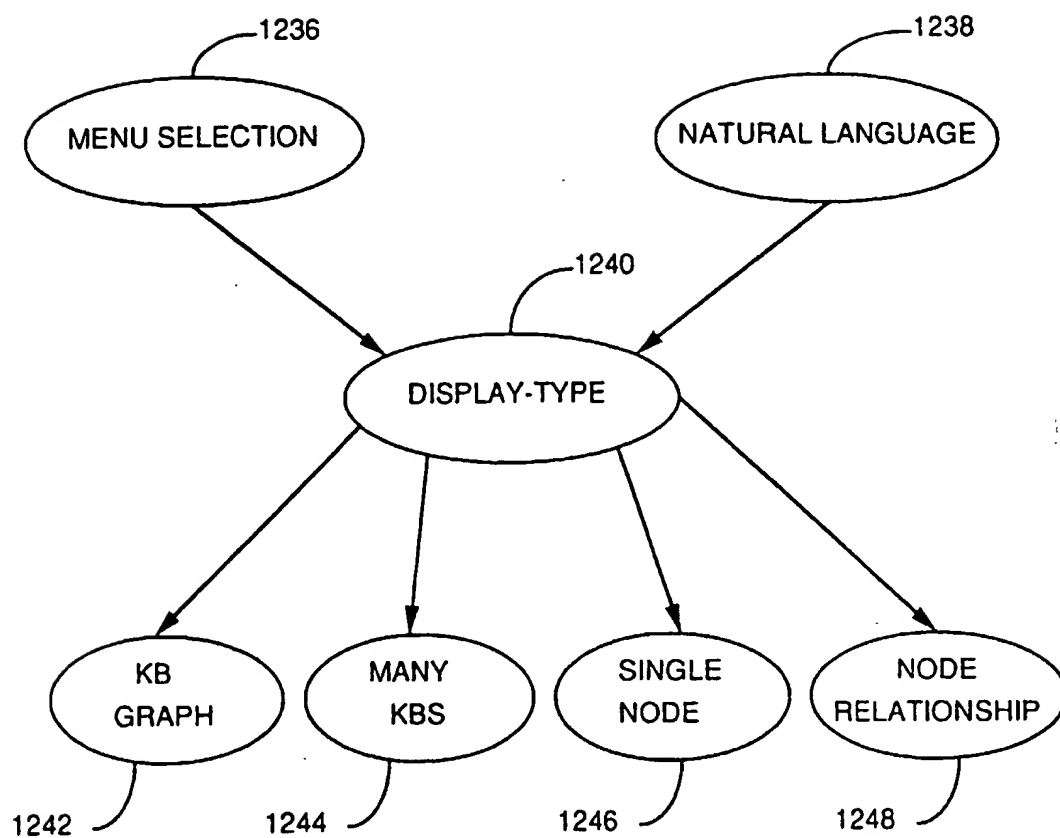 1236
1238
MENU SELECTION
NATURAL LANGUAGE
1240
DISPLAY-TYPE
KB
GRAPH
MANY
KBS
SINGLE
NODE
NODE
RELATIONSHIP
1242
1244
1246
1248